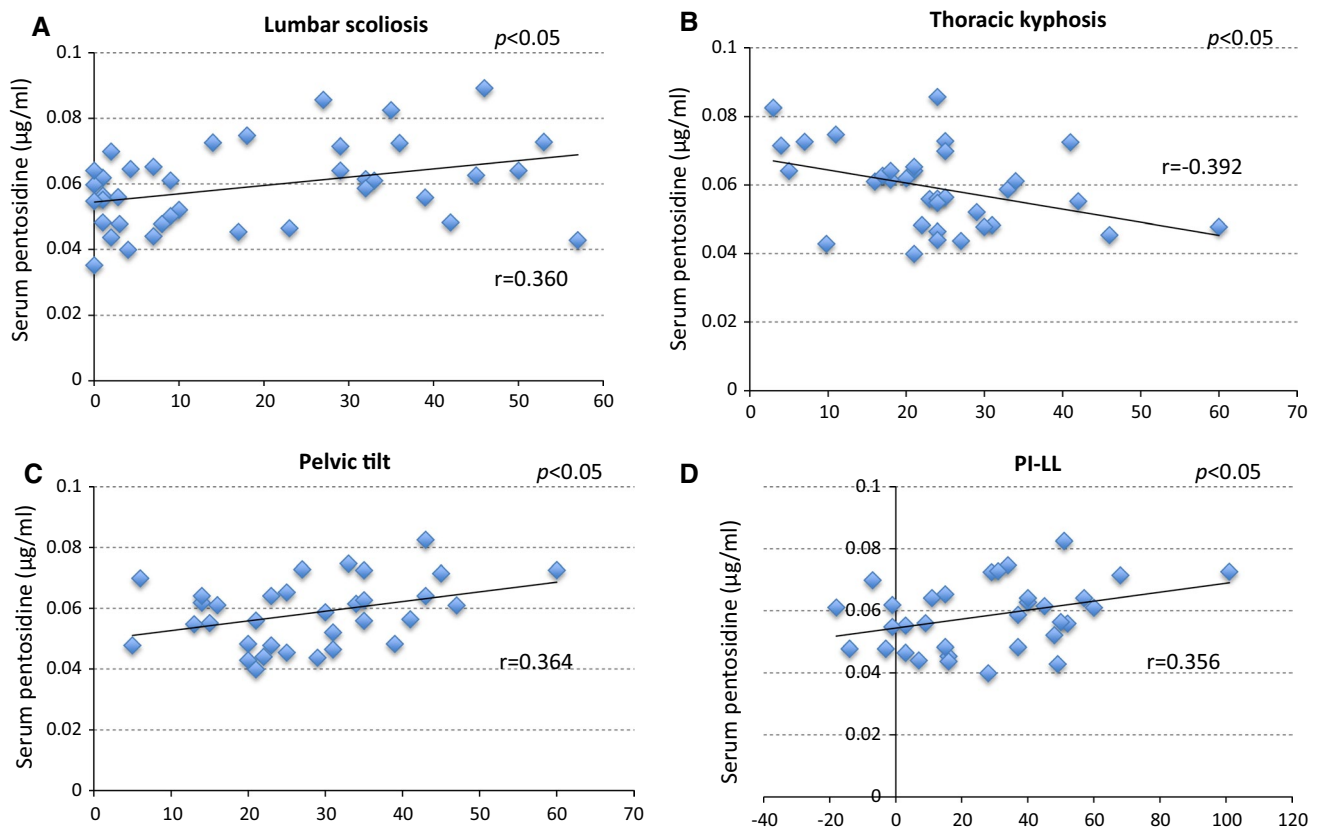 A
Lumbar scoliosis
p<0.05
Serum pentosidine (μg/ml)
0.1
0.08
0.06
0.04
0.02
0
r=0.360
0 10 20 30 40 50 60
B
Thoracic kyphosis
p<0.05
Serum pentosidine (μg/ml)
0.1
0.08
0.06
0.04
0.02
0
r=-0.392
0 10 20 30 40 50 60 70
C
Pelvic tilt
p<0.05
Serum pentosidine (μg/ml)
0.1
0.08
0.06
0.04
0.02
0
r=0.364
0 10 20 30 40 50 60 70
D
PI-LL
p<0.05
Serum pentosidine (μg/ml)
0.1
0.08
0.06
0.04
0.02
0
r=0.356
-40 -20 0 20 40 60 80 100 120